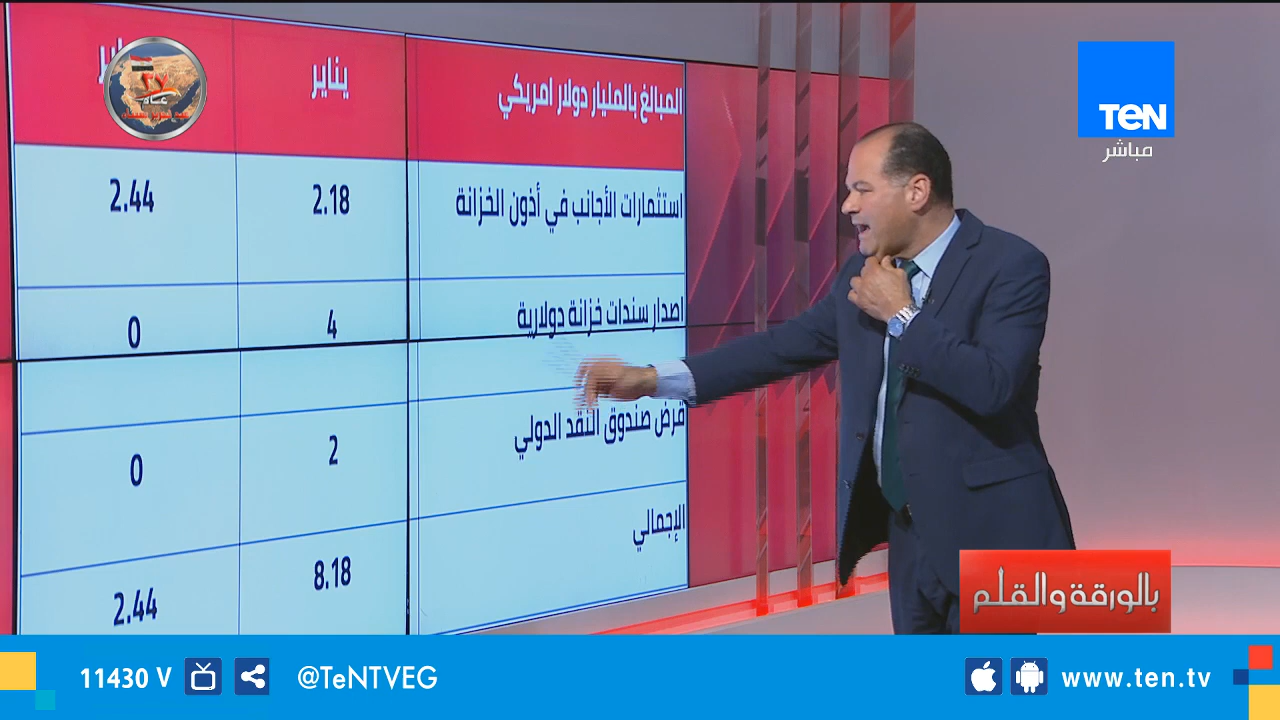 المبالغ بالمليار دولار امريكي
يناير
استثمارات الأجانب في أذون الخزانة
2.18
2.44
اصدار سندات خزانة دولارية
4
0
قرض صندوق النقد الدولي
2
0
الإجمالي
8.18
2.44
TEN
مباشر
٣٧
عاما
بالورقة والقلم
11430 V
@TeNTVEG
www.ten.tv